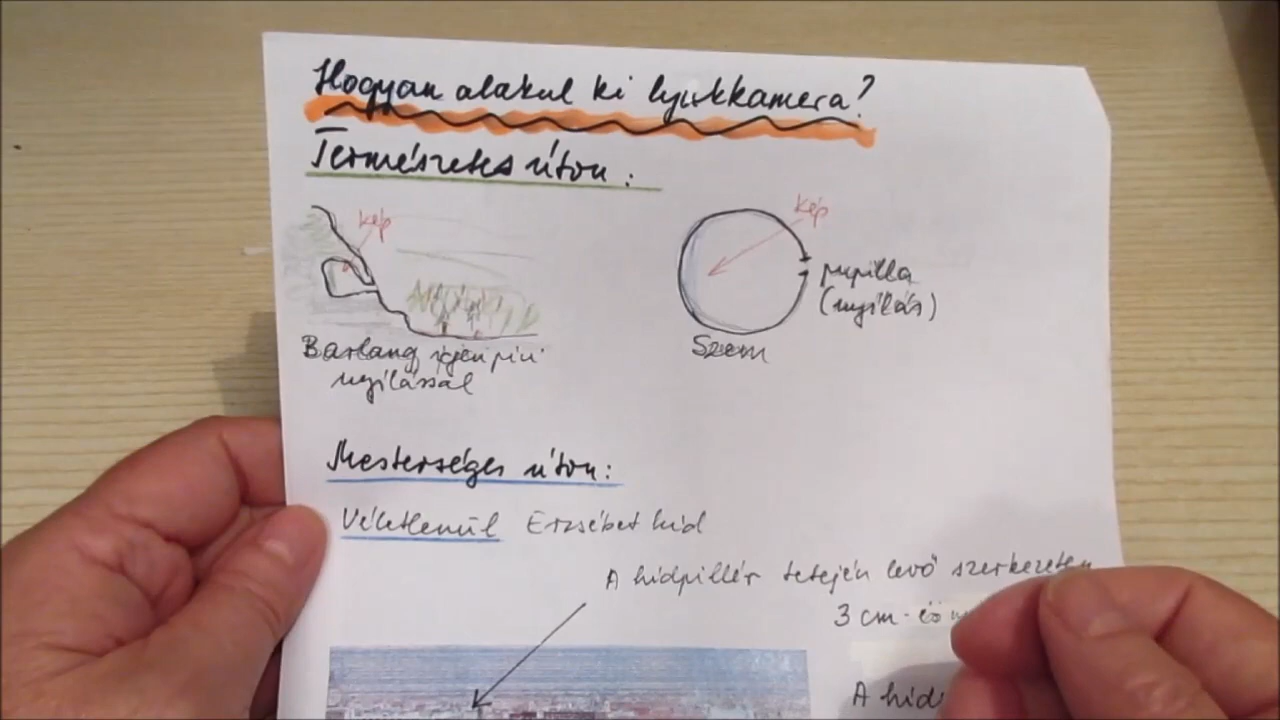 Hogyan alakul ki lyukkamera?
Természetes úton:
kép
kép
pupilla
(nyílás)
Barlang
nyílással
Szem
Mesterséges úton:
Véletlenül Erzsébet híd
A hídpillér tetején levő szerkezeten
3 cm-es
A híd